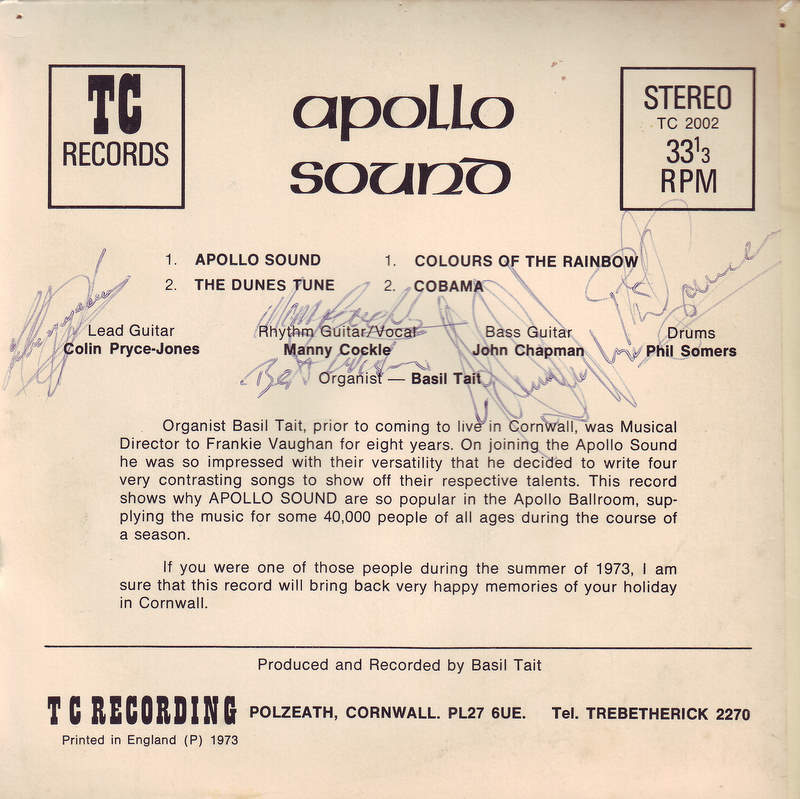 TC
RECORDS
apollo
sound
STEREO
TC 2002
33 1/3
RPM
1. APOLLO SOUND
2. THE DUNES TUNE
1. COLOURS OF THE RAINBOW
2. COBAMA
Lead Guitar
Colin Pryce-Jones
Rhythm Guitar/Vocal
Manny Cockle
Bass Guitar
John Chapman
Drums
Phil Somers
Best
Organist — Basil Tait
Organist Basil Tait, prior to coming to live in Cornwall, was Musical
Director to Frankie Vaughan for eight years. On joining the Apollo Sound
he was so impressed with their versatility that he decided to write four
very contrasting songs to show off their respective talents. This record
shows why APOLLO SOUND are so popular in the Apollo Ballroom, sup-
plying the music for some 40,000 people of all ages during the course of
a season.
If you were one of those people during the summer of 1973, I am
sure that this record will bring back very happy memories of your holiday
in Cornwall.
Produced and Recorded by Basil Tait
T C RECORDING POLZEATH, CORNWALL. PL27 6UE. Tel. TREBETHERICK 2270
Printed in England (P) 1973